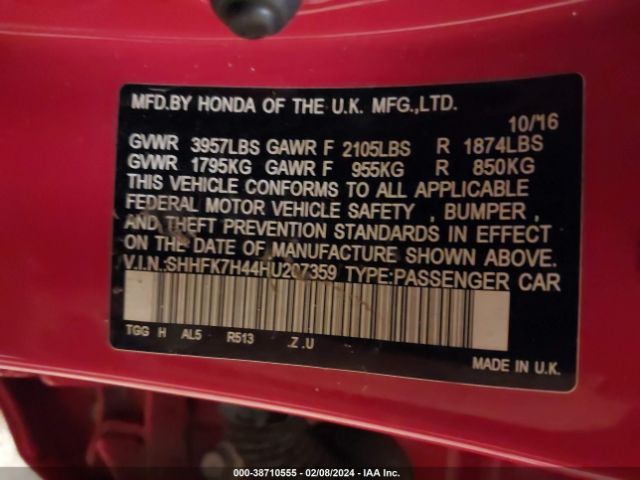 MFD.BY HONDA OF THE U.K. MFG.,LTD.
10/16
GVWR 3957LBS GAWR F 2105LBS R 1874LBS
GVWR 1795KG GAWR F 955KG R 850KG
THIS VEHICLE CONFORMS TO ALL APPLICABLE
FEDERAL MOTOR VEHICLE SAFETY , BUMPER ,
AND THEFT PREVENTION STANDARDS IN EFFECT
ON THE DATE OF MANUFACTURE SHOWN ABOVE.
V.I.N.:SHHFK7H44HU207359 TYPE:PASSENGER CAR
TGG H AL5 R513 .Z .U
MADE IN U.K.
000-38710555 - 02/08/2024 - IAA Inc.